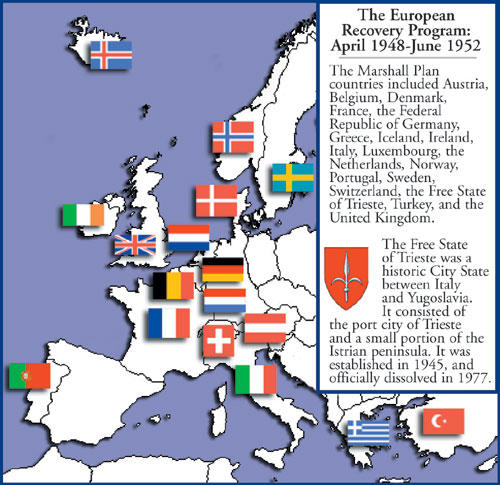 The European
Recovery Program:
April 1948-June 1952
The Marshall Plan
countries included Austria,
Belgium, Denmark,
France, the Federal
Republic of Germany,
Greece, Iceland, Ireland,
Italy, Luxembourg, the
Netherlands, Norway,
Portugal, Sweden,
Switzerland, the Free State
of Trieste, Turkey, and the
United Kingdom.
The Free State
of Trieste was a
historic City State
between Italy
and Yugoslavia.
It consisted of
the port city of Trieste
and a small portion of the
Istrian peninsula. It was
established in 1945, and
officially dissolved in 1977.